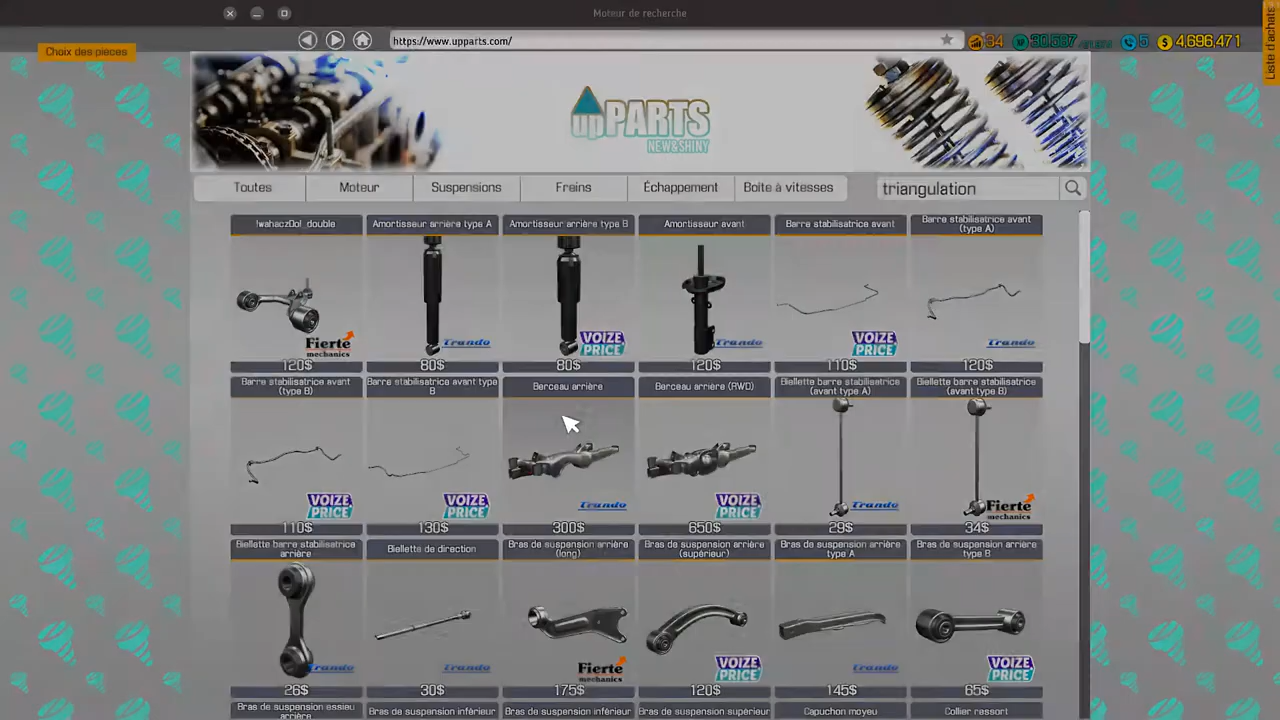 Moteur de recherche
https://www.upparts.com/
34
5
4,696,471
Liste d'achats
Choix des pièces
upPARTS
NEW&SHINY
Toutes
Moteur
Suspensions
Freins
Échappement
Boite à vitesses
triangulation
Amortisseur arrière type A
Amortisseur arrière type B
Amortisseur avant
Barre stabilisatrice avant
Barre stabilisatrice avant
(type A)
Fierte
mechanics
Trando
VOIZE
PRICE
Trando
VOIZE
PRICE
Trando
120$
80$
80$
120$
110$
120$
Barre stabilisatrice avant
(type B)
Barre stabilisatrice avant type
B
Berceau arrière
Berceau arrière (RWD)
Biellette barre stabilisatrice
(avant type A)
Biellette barre stabilisatrice
(avant type B)
VOIZE
PRICE
VOIZE
PRICE
Trando
VOIZE
PRICE
Trando
Fierte
mechanics
110$
130$
300$
650$
29$
34$
Biellette barre stabilisatrice
arrière
Biellette de direction
Bras de suspension arrière
(long)
Bras de suspension arrière
(supérieur)
Bras de suspension arrière
type A
Bras de suspension arrière
type B
Trando
Trando
Fierte
mechanics
VOIZE
PRICE
Trando
VOIZE
PRICE
26$
30$
175$
120$
145$
65$
Bras de suspension essieu
arrière
Bras de suspension inférieur
Bras de suspension inférieur
Bras de suspension supérieur
Capuchon moyeu
Collier ressort